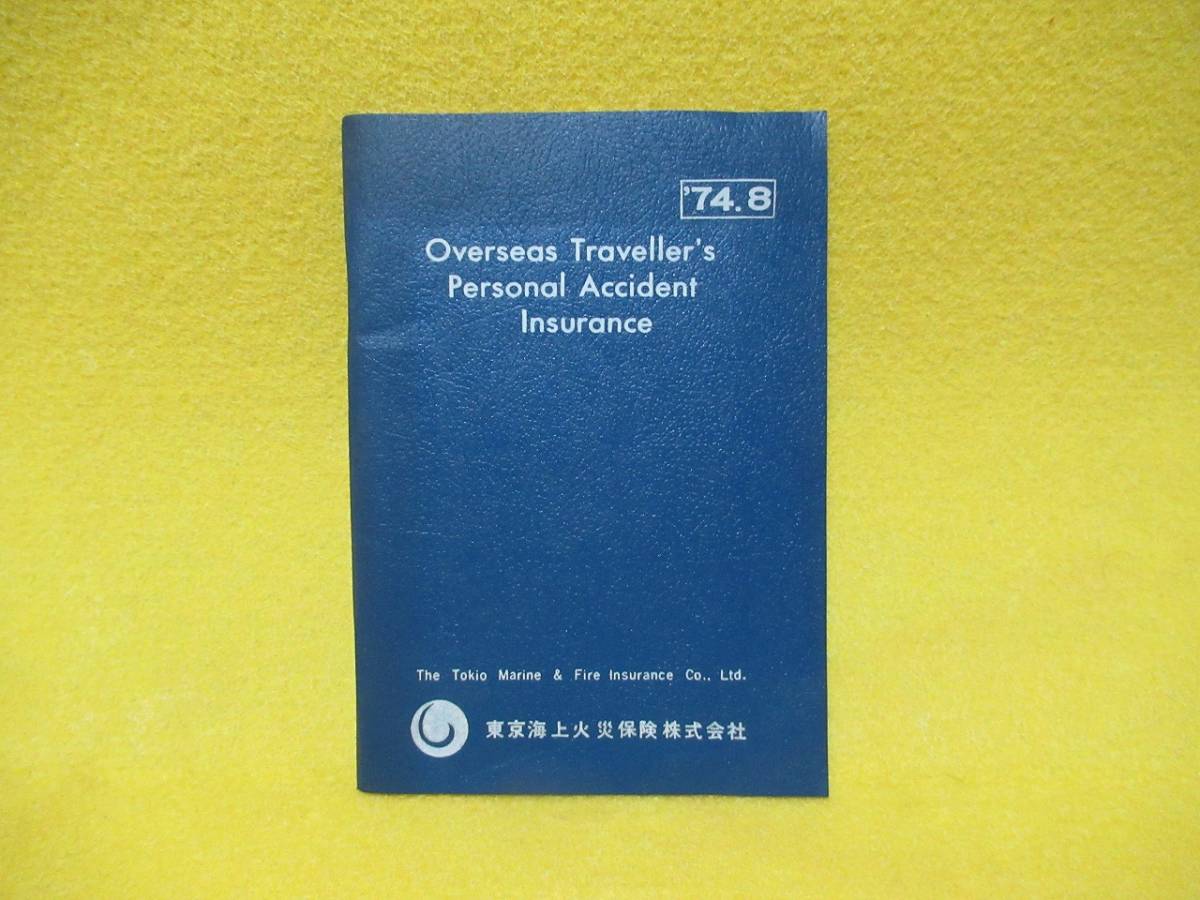 '74.8
Overseas Traveller's
Personal Accident
Insurance
The Tokio Marine & Fire Insurance Co., Ltd.
東京海上火災保険株式会社